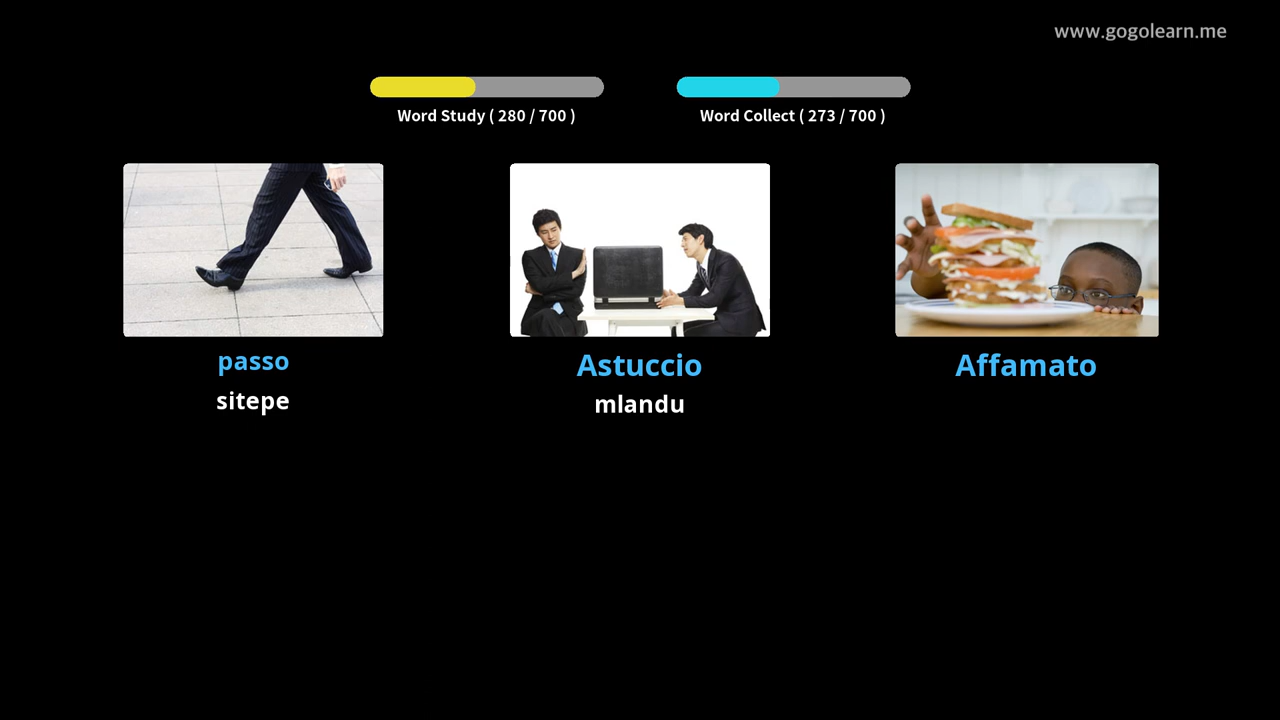 www.gogolearn.me
Word Study ( 280 / 700 )
Word Collect ( 273 / 700 )
passo
sitepe
Astuccio
mlandu
Affamato